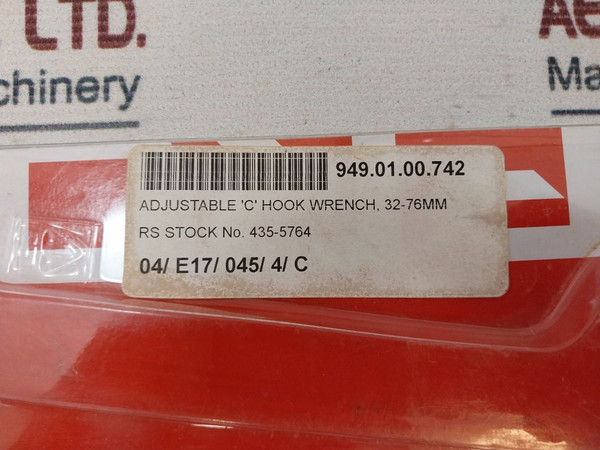 LTD.
Machinery
Ma
949.01.00.742
ADJUSTABLE 'C' HOOK WRENCH, 32-76MM
RS STOCK No. 435-5764
04/ E17/ 045/ 4/ C